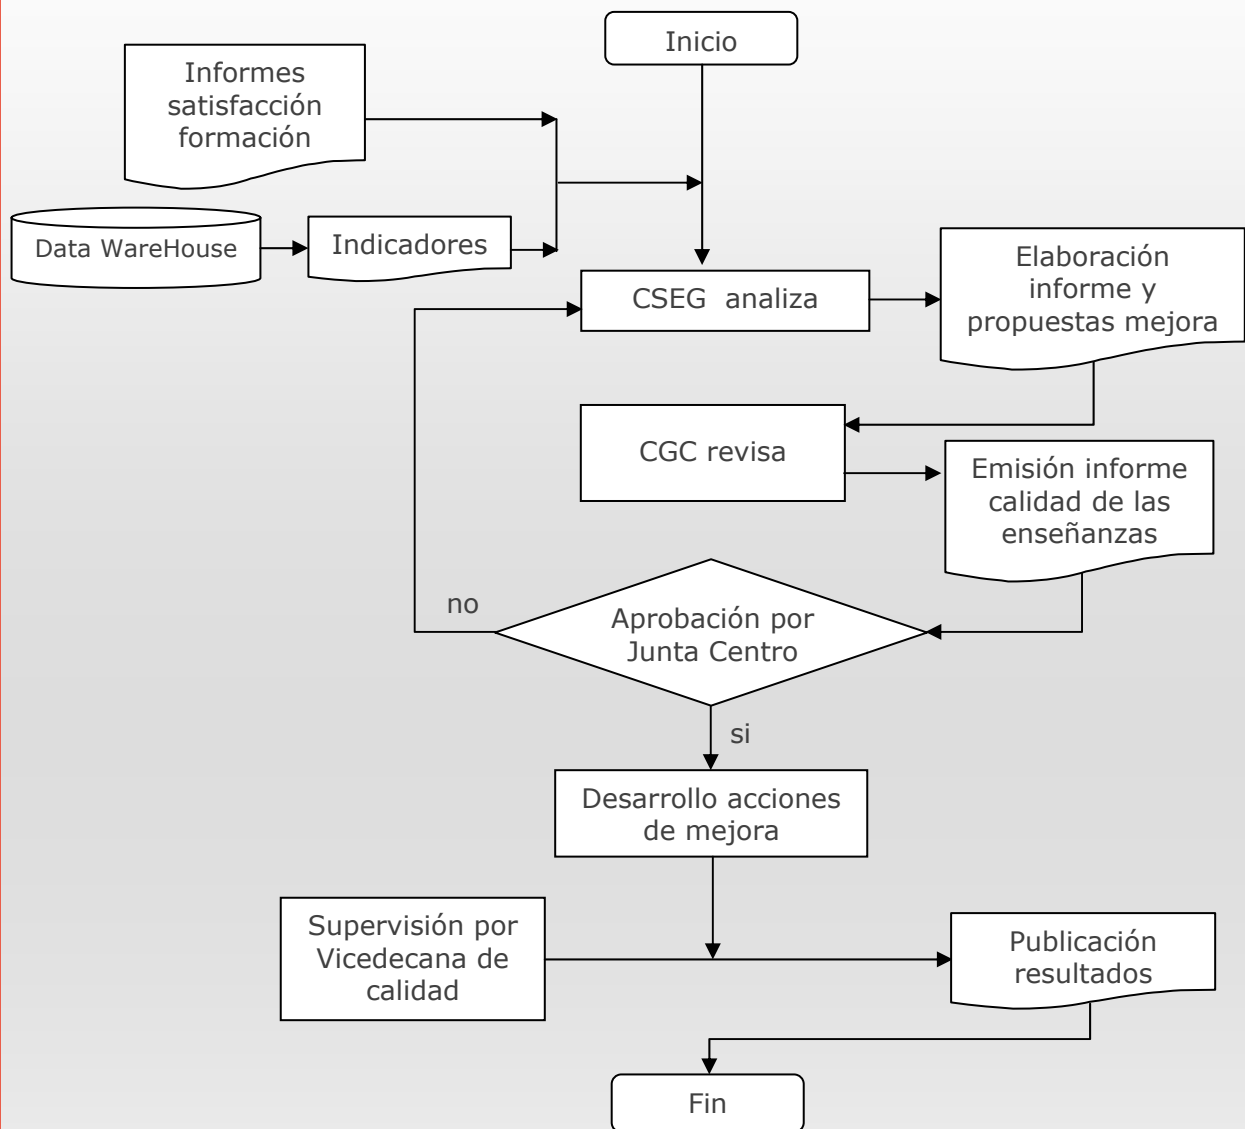 Inicio
Informes
satisfacción
formación
Data WareHouse
Indicadores
CSEG analiza
Elaboración
informe y
propuestas mejora
CGC revisa
Emisión informe
calidad de las
enseñanzas
no
Aprobación por
Junta Centro
si
Desarrollo acciones
de mejora
Supervisión por
Vicedecana de
calidad
Publicación
resultados
Fin